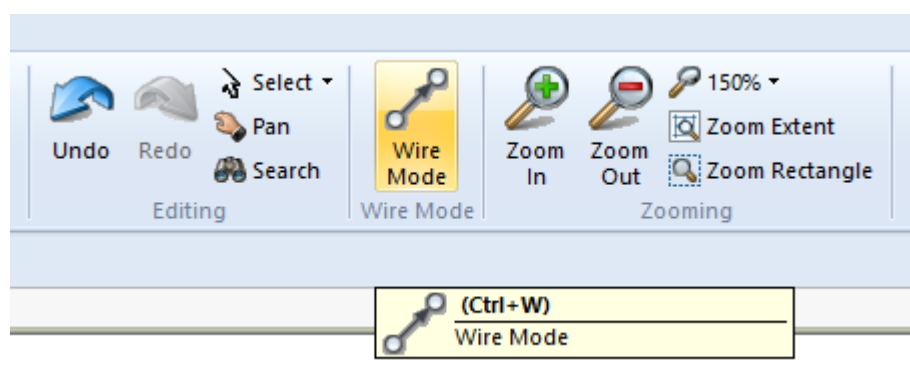 Undo
Redo
Select
Pan
Search
Editing
Wire
Mode
Wire Mode
Zoom
In
Zoom
Out
150%
Zoom Extent
Zoom Rectangle
Zooming
(Ctrl+W)
Wire Mode